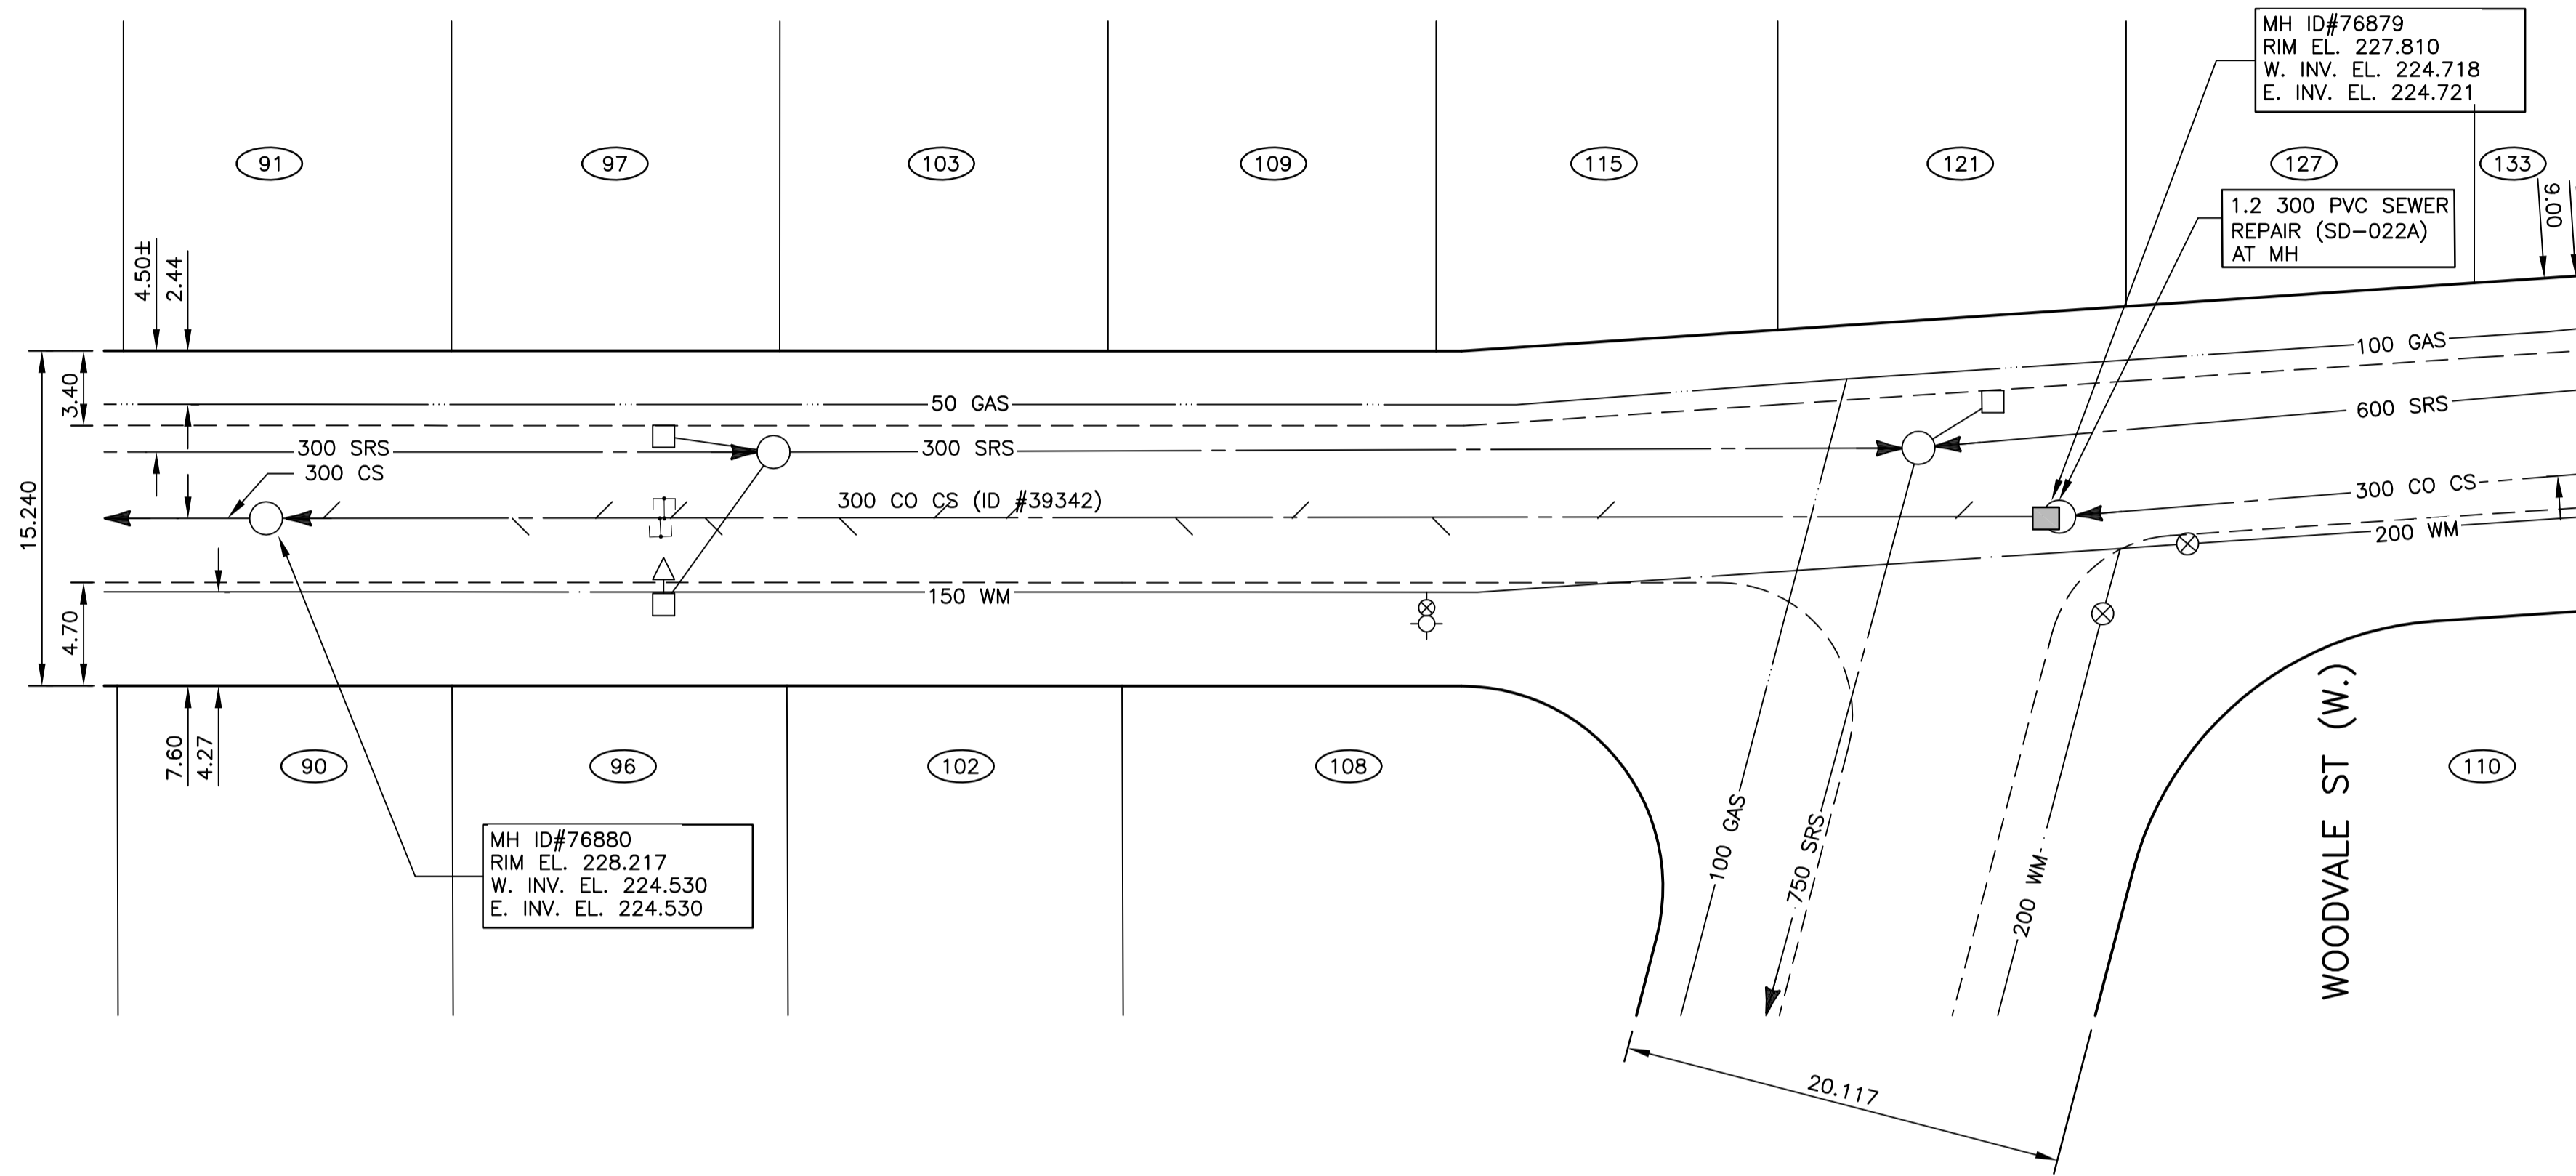 MH ID#76879
RIM EL. 227.810
W. INV. EL. 224.718
E. INV. EL. 224.721
91
97
103
109
115
121
127
133
1.2 300 PVC SEWER
REPAIR (SD-022A)
AT MH
9.00
4.50±
2.44
3.40
15.240
4.70
50 GAS
100 GAS
300 SRS
300 SRS
600 SRS
300 CS
300 CO CS (ID #39342)
300 CO CS
200 WM
150 WM
7.60
4.27
90
96
102
108
110
MH ID#76880
RIM EL. 228.217
W. INV. EL. 224.530
E. INV. EL. 224.530
100 GAS
750 SRS
200 WM
WOODVALE ST (W.)
20.117